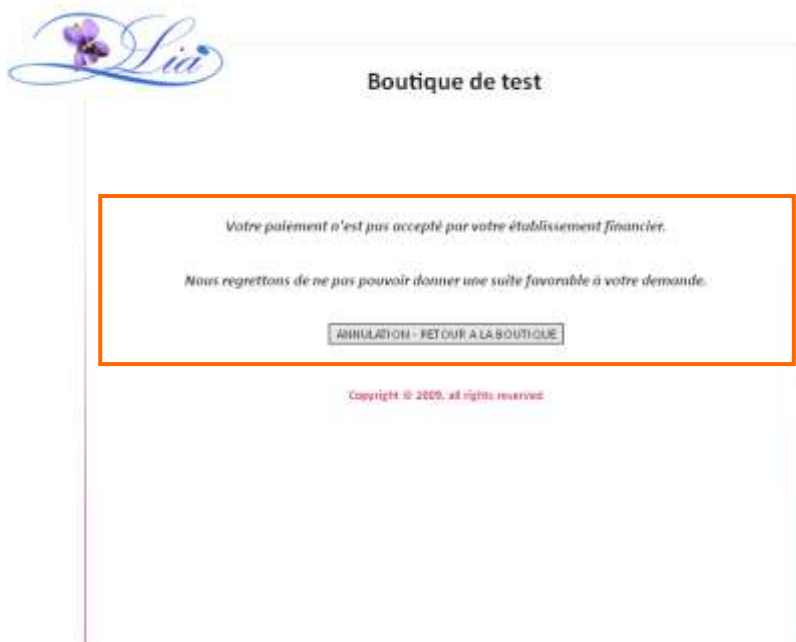 Lia
Boutique de test
Votre paiement n'est pas accepté par votre établissement financier.
Nous regrettons de ne pas pouvoir donner une suite favorable à votre demande.
ANNULATION - RETOUR A LA BOUTIQUE
Copyright © 2009, all rights reserved